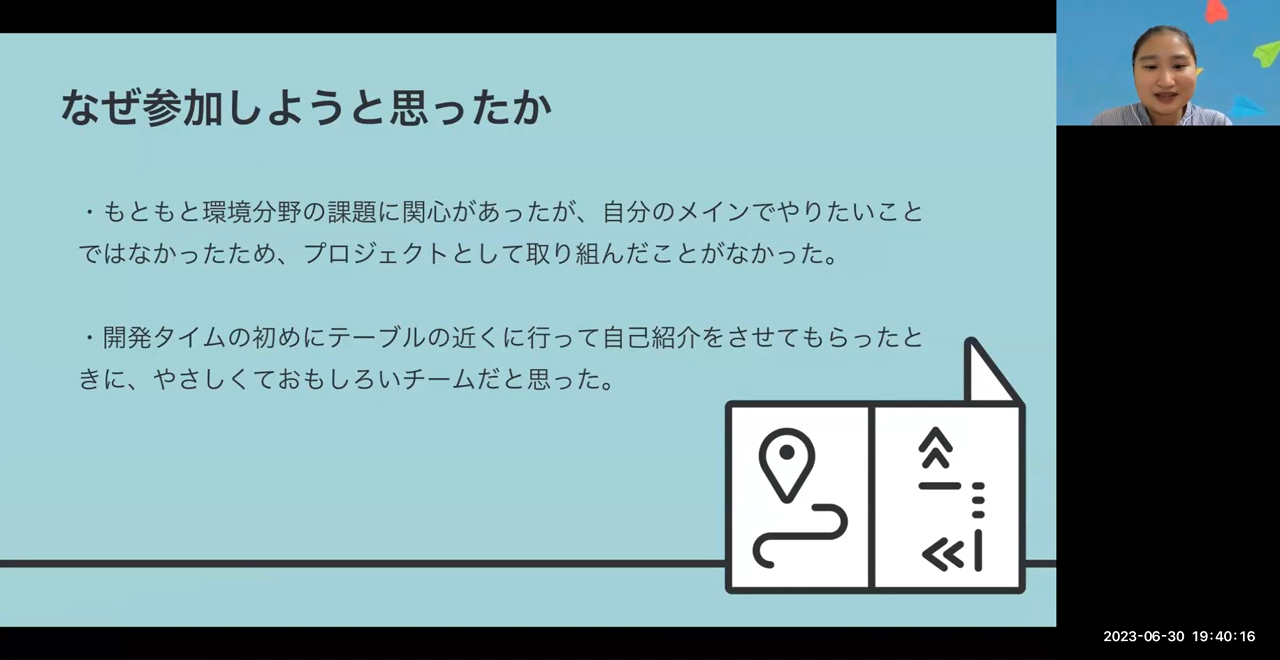 なぜ参加しようと思ったか
・もともと環境分野の課題に関心があったが、自分のメインでやりたいこと
ではなかったため、プロジェクトとして取り組んだことがなかった。
・開発タイムの初めにテーブルの近くに行って自己紹介をさせてもらったと
きに、やさしくておもしろいチームだと思った。
2023-06-30 19:40:16